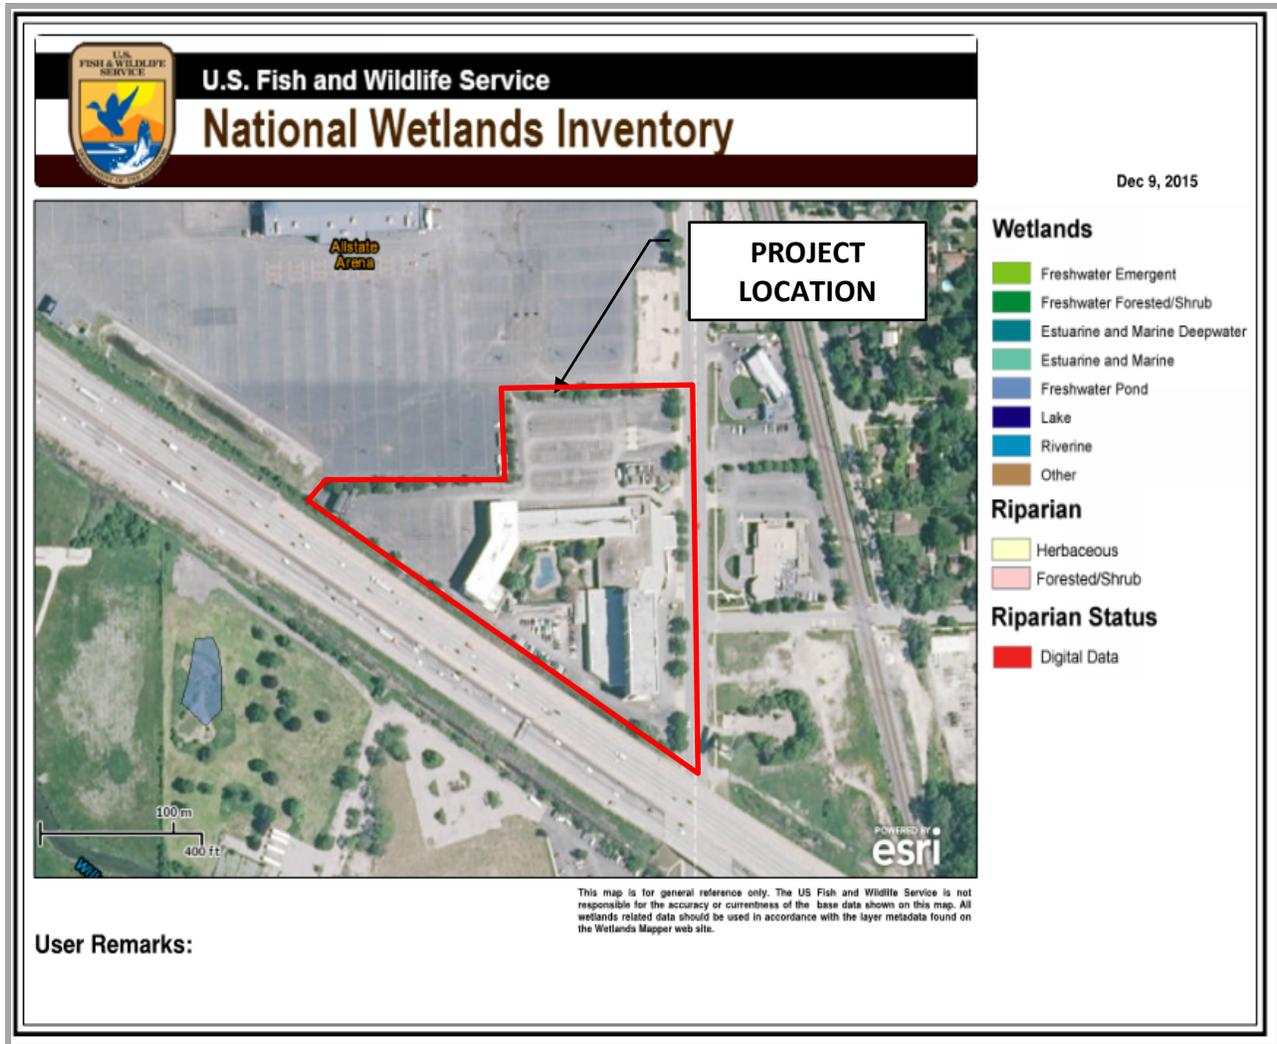 U.S.
FISH & WILDLIFE
SERVICE
DEPARTMENT OF THE INTERIOR
U.S. Fish and Wildlife Service
National Wetlands Inventory
Dec 9, 2015
Allstate
Arena
PROJECT
LOCATION
100 m
400 ft
POWERED BY
esri
Wetlands
Freshwater Emergent
Freshwater Forested/Shrub
Estuarine and Marine Deepwater
Estuarine and Marine
Freshwater Pond
Lake
Riverine
Other
Riparian
Herbaceous
Forested/Shrub
Riparian Status
Digital Data
This map is for general reference only. The US Fish and Wildlife Service is not
responsible for the accuracy or currentness of the base data shown on this map. All
wetlands related data should be used in accordance with the layer metadata found on
the Wetlands Mapper web site.
User Remarks: